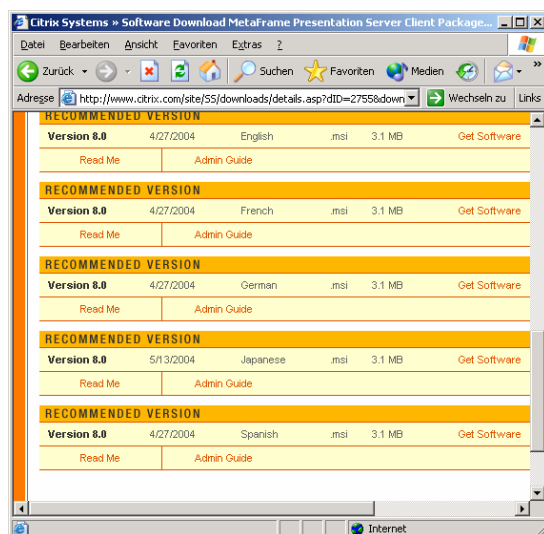 Citrix Systems » Software Download MetaFrame Presentation Server Client Package...
Datei Bearbeiten Ansicht Favoriten Extras ?
Zurück Suchen Favoriten Medien »
Adresse http://www.citrix.com/site/SS/downloads/details.asp?dID=2755&down Wechseln zu Links
RECOMMENDED VERSION
Version 8.0 4/27/2004 English .msi 3.1 MB Get Software
Read Me Admin Guide
RECOMMENDED VERSION
Version 8.0 4/27/2004 French .msi 3.1 MB Get Software
Read Me Admin Guide
RECOMMENDED VERSION
Version 8.0 4/27/2004 German .msi 3.1 MB Get Software
Read Me Admin Guide
RECOMMENDED VERSION
Version 8.0 5/13/2004 Japanese .msi 3.1 MB Get Software
Read Me Admin Guide
RECOMMENDED VERSION
Version 8.0 4/27/2004 Spanish .msi 3.1 MB Get Software
Read Me Admin Guide
Internet